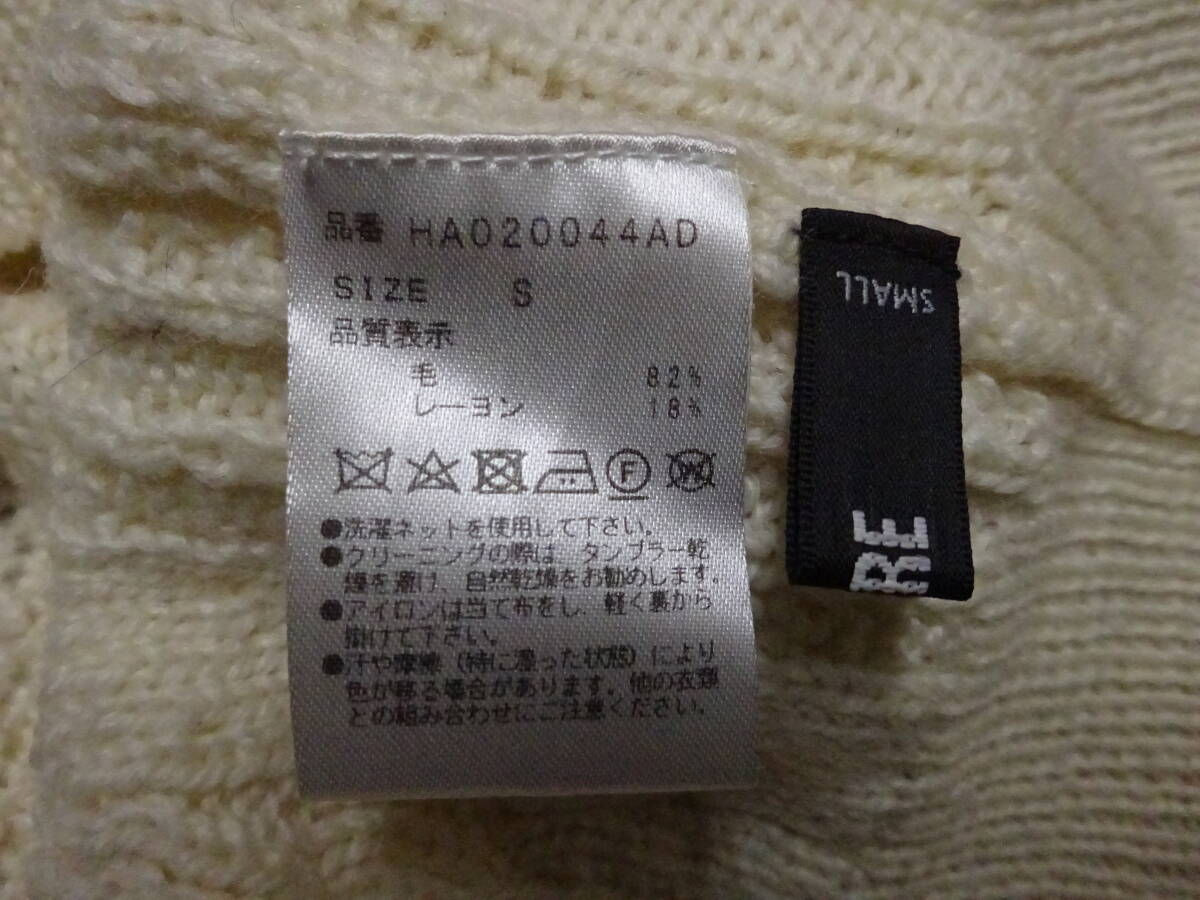 品番 HA020044AD
SIZE S
品質表示
毛 82%
レーヨン 18%
F
W
●洗濯ネットを使用して下さい。
●クリーニングの際は タンブラー乾
燥を避け、自然乾燥をお勧めします。
●アイロンは当て布をし、軽く裏から
掛けて下さい。
●汗や摩擦（特に湿った状態）により
色が移る場合があります。他の衣類
との組み合わせにご注意ください。
SMALL